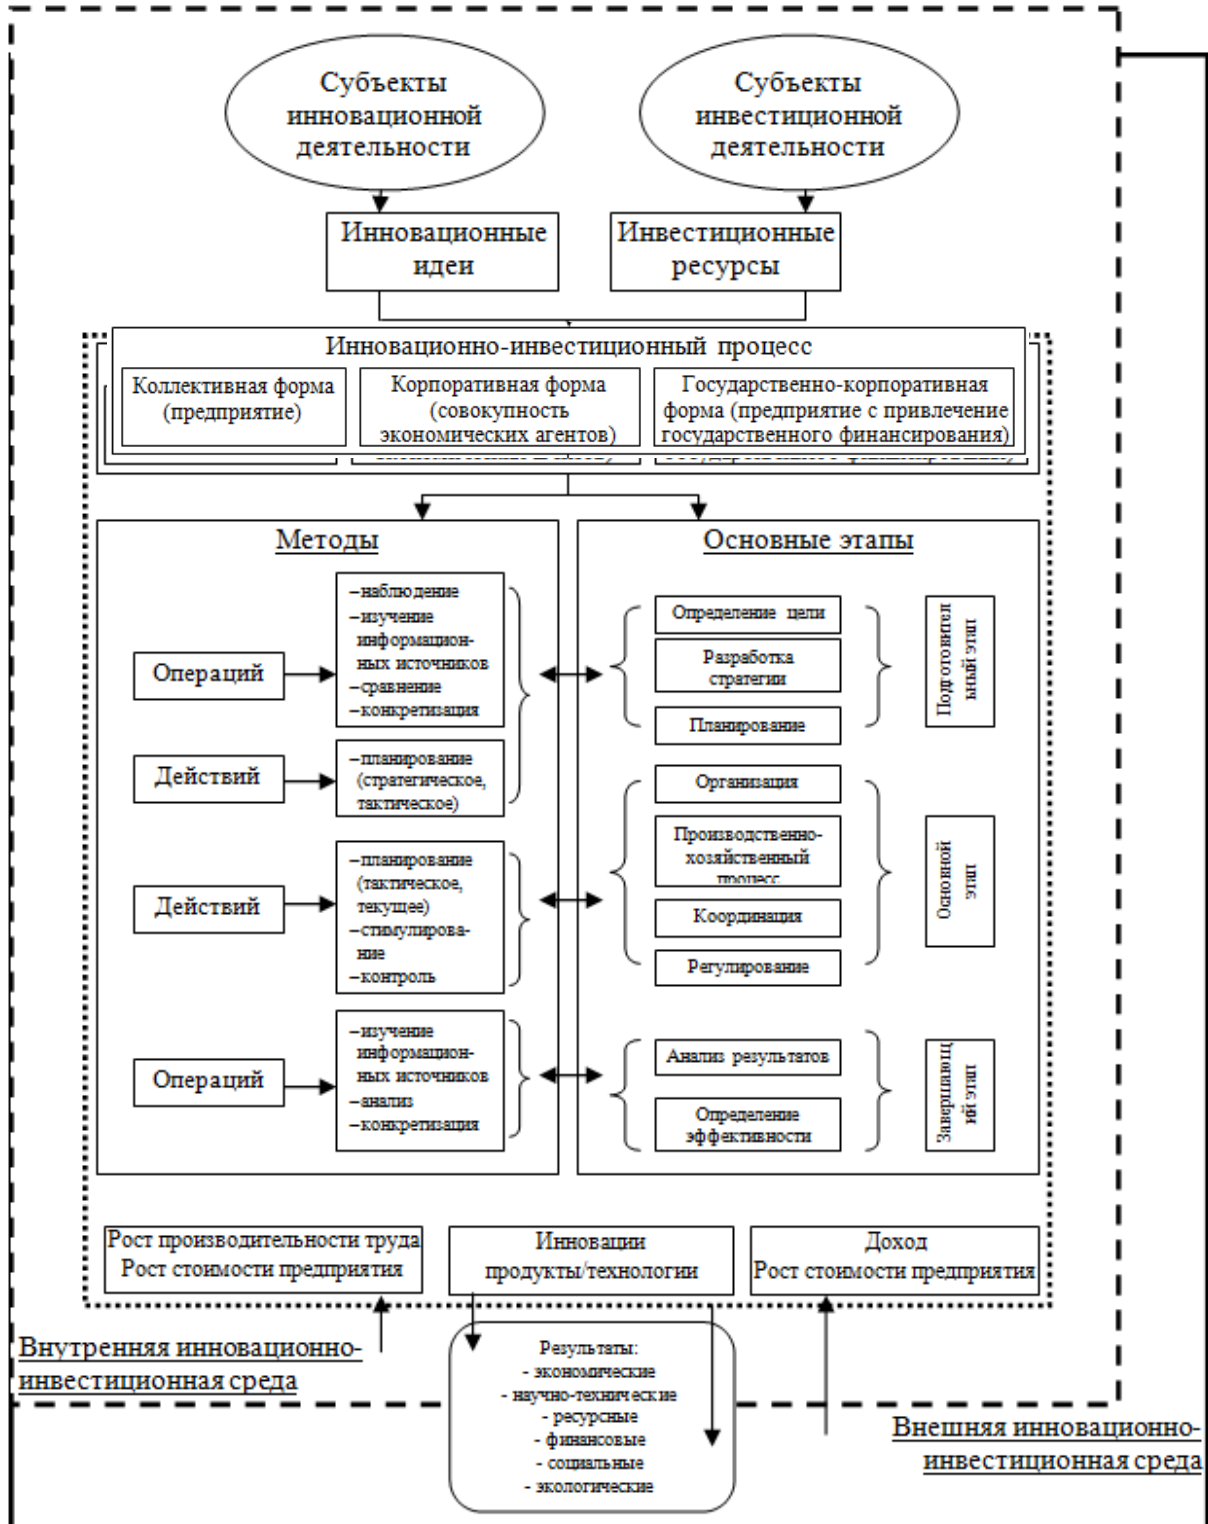 Субъекты
инновационной
деятельности
Субъекты
инвестиционной
деятельности
Инновационные
идеи
Инвестиционные
ресурсы
Инновационно-инвестиционный процесс
Коллективная форма
(предприятие)
Корпоративная форма
(совокупность
экономических агентов)
Государственно-корпоративная
форма (предприятие с привлечение
государственного финансирования)
Методы
Операций
–наблюдение
–изучение
информацион-
ных источников
–сравнение
–конкретизация
Действий
–планирование
(стратегическое,
тактическое)
Действий
–планирование
(тактическое,
текущее)
–стимулирова-
ние
–контроль
Операций
–изучение
информацион-
ных источников
–анализ
–конкретизация
Основные этапы
Определение цели
Разработка
стратегии
Планирование
Подготовител
ьный этап
Организация
Производственно-
хозяйственный
процесс
Координация
Регулирование
Основной
этап
Анализ результатов
Определение
эффективности
Завершающ
ий этап
Рост производительности труда
Рост стоимости предприятия
Инновации
продукты/технологии
Доход
Рост стоимости предприятия
Внутренняя инновационно-
инвестиционная среда
Результаты:
- экономические
- научно-технические
- ресурсные
- финансовые
- социальные
- экологические
Внешняя инновационно-
инвестиционная среда